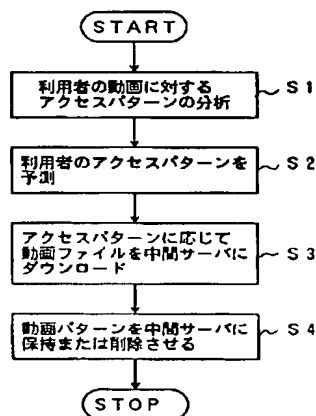 START
利用者の動画に対する
アクセスパターンの分析
S1
利用者のアクセスパターンを
予測
S2
アクセスパターンに応じて
動画ファイルを中間サーバに
ダウンロード
S3
動画パターンを中間サーバに
保持または削除させる
S4
STOP